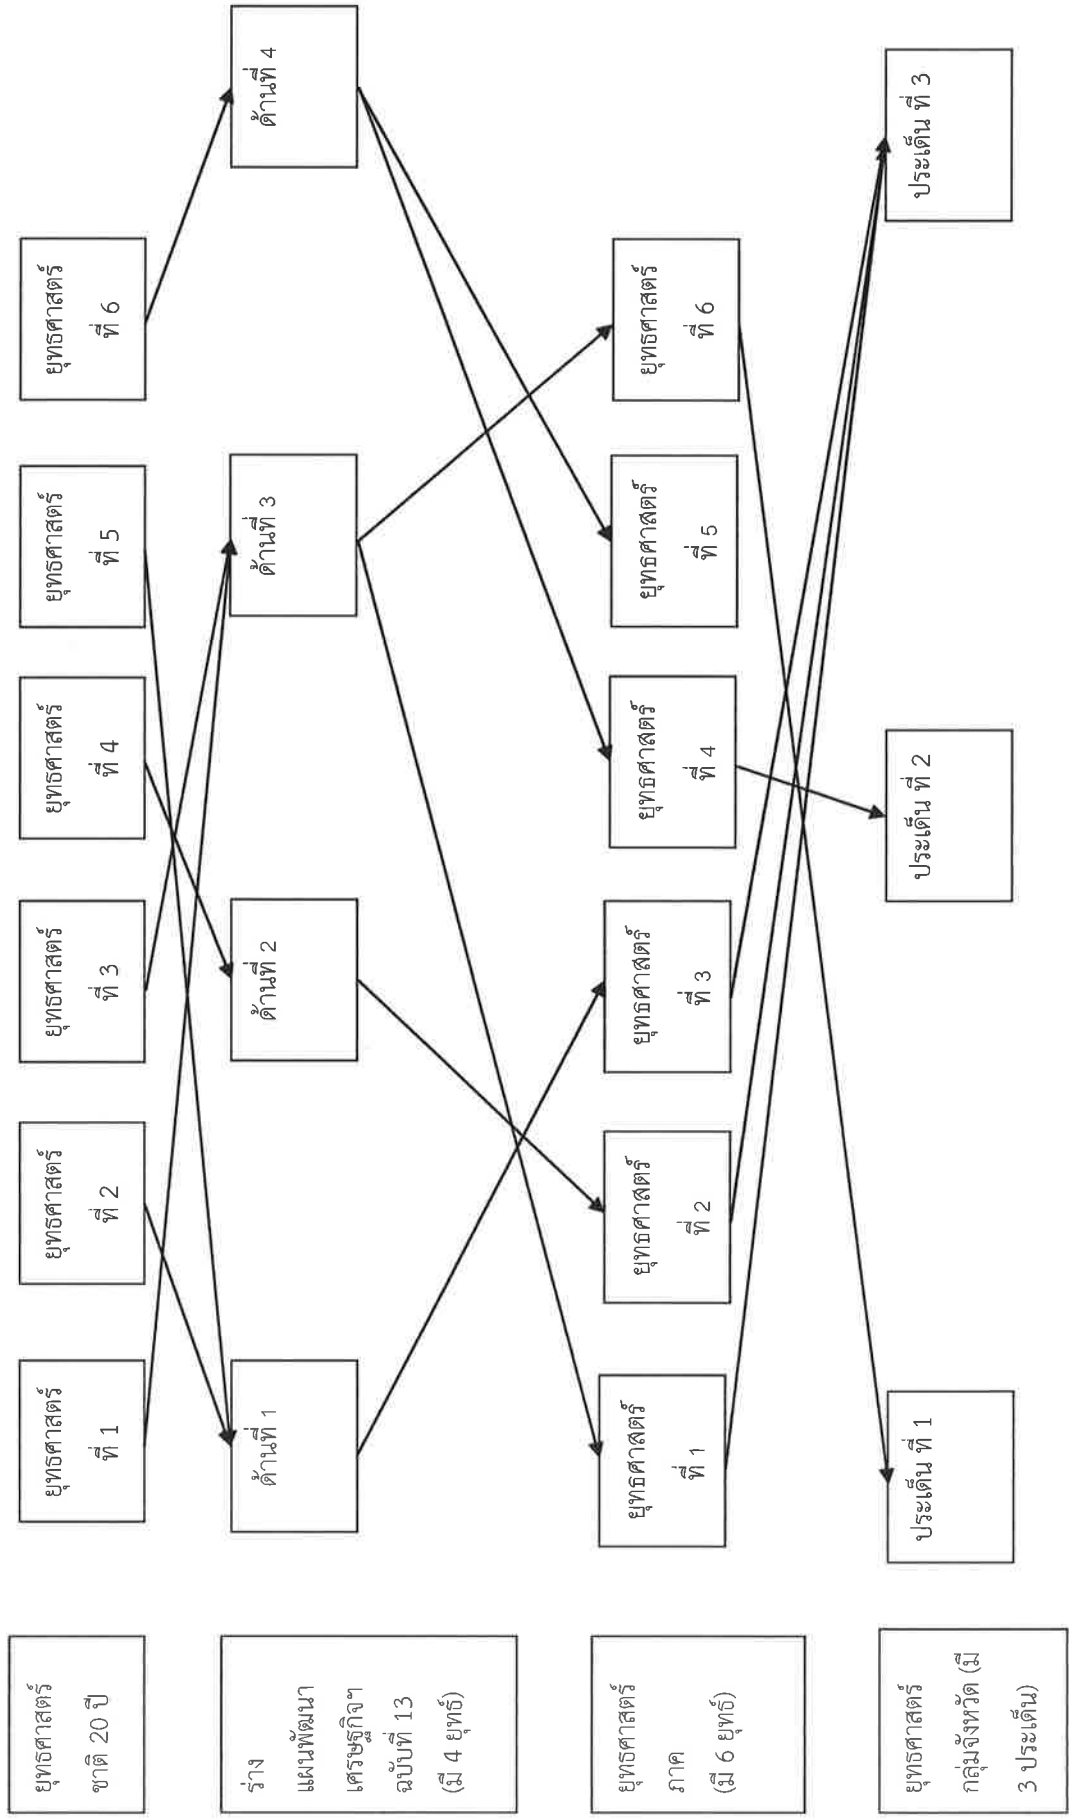 ยุทธศาสตร์
ชาติ 20 ปี
ยุทธศาสตร์
ที่ 1
ยุทธศาสตร์
ที่ 2
ยุทธศาสตร์
ที่ 3
ยุทธศาสตร์
ที่ 4
ยุทธศาสตร์
ที่ 5
ยุทธศาสตร์
ที่ 6
ร่าง
แผนพัฒนา
เศรษฐกิจฯ
ฉบับที่ 13
(มี 4 ยุทธ์)
ด้านที่ 1
ด้านที่ 2
ด้านที่ 3
ด้านที่ 4
ยุทธศาสตร์
ภาค
(มี 6 ยุทธ์)
ยุทธศาสตร์
ที่ 1
ยุทธศาสตร์
ที่ 2
ยุทธศาสตร์
ที่ 3
ยุทธศาสตร์
ที่ 4
ยุทธศาสตร์
ที่ 5
ยุทธศาสตร์
ที่ 6
ยุทธศาสตร์
กลุ่มจังหวัด (มี
3 ประเด็น)
ประเด็น ที่ 1
ประเด็น ที่ 2
ประเด็น ที่ 3